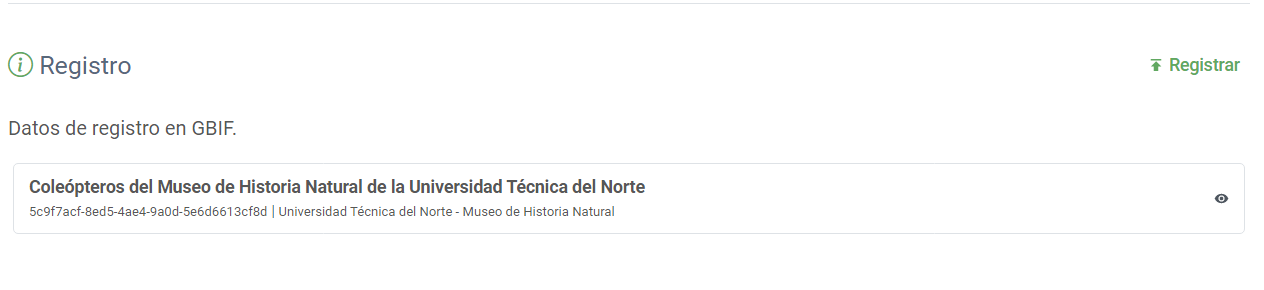 Registro
Registrar
Datos de registro en GBIF.
Coleópteros del Museo de Historia Natural de la Universidad Técnica del Norte
5c9f7acf-8ed5-4ae4-9a0d-5e6d6613cf8d | Universidad Técnica del Norte - Museo de Historia Natural